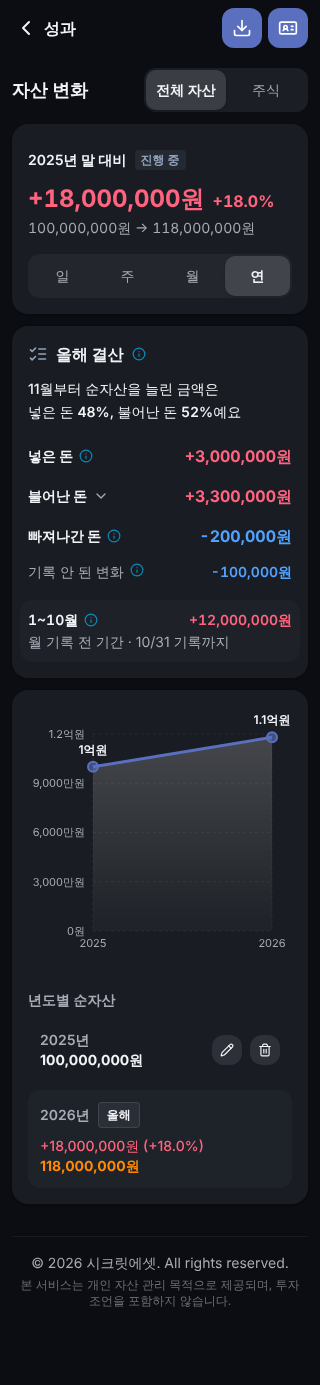 성과
자산 변화
전체 자산 주식
2025년 말 대비 진행 중
+18,000,000원 +18.0%
100,000,000원 → 118,000,000원
일 주 월 연
올해 결산
11월부터 순자산을 늘린 금액은
넣은 돈 48%, 불어난 돈 52%예요
넣은 돈 +3,000,000원
불어난 돈 +3,300,000원
빠져나간 돈 -200,000원
기록 안 된 변화 -100,000원
1~10월 +12,000,000원
월 기록 전 기간 · 10/31 기록까지
1.1억원
1.2억원
1억원
9,000만원
6,000만원
3,000만원
0원
2025 2026
년도별 순자산
2025년
100,000,000원
2026년 올해
+18,000,000원 (+18.0%)
118,000,000원
© 2026 시크릿에셋. All rights reserved.
본 서비스는 개인 자산 관리 목적으로 제공되며, 투자
조언을 포함하지 않습니다.